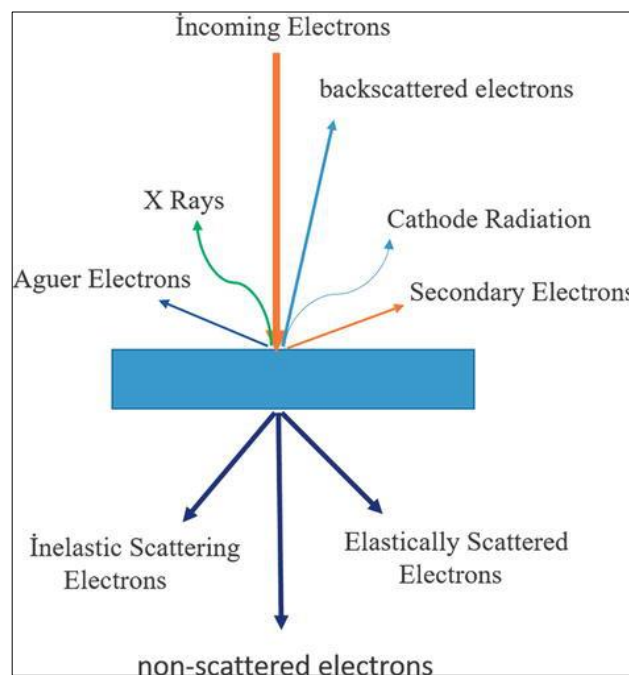 İncoming Electrons
backscattered electrons
X Rays
Cathode Radiation
Aguer Electrons
Secondary Electrons
İnelastic Scattering
Electrons
Elastically Scattered
Electrons
non-scattered electrons